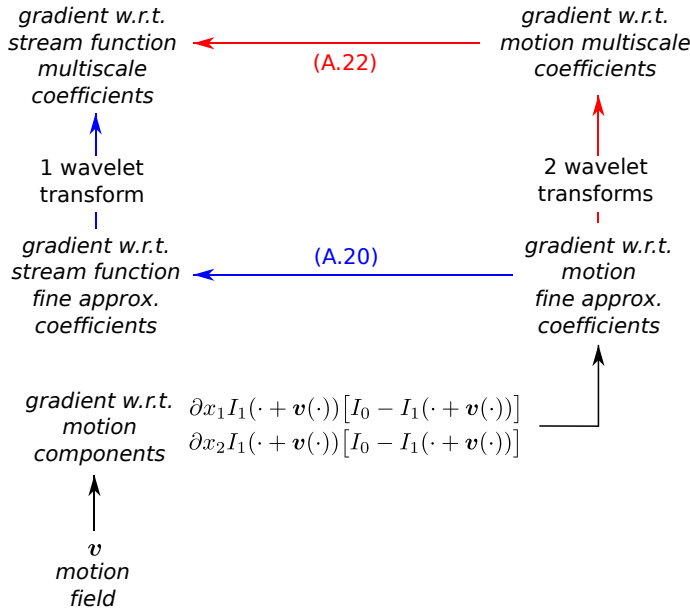 gradient w.r.t.
stream function
multiscale
coefficients
(A.22)
gradient w.r.t.
motion multiscale
coefficients
1 wavelet
transform
2 wavelet
transforms
gradient w.r.t.
stream function
fine approx.
coefficients
(A.20)
gradient w.r.t.
motion
fine approx.
coefficients
gradient w.r.t.
motion
components
∂x₁I₁(· + v(·))[I₀ − I₁(· + v(·))]
∂x₂I₁(· + v(·))[I₀ − I₁(· + v(·))]
v
motion
field